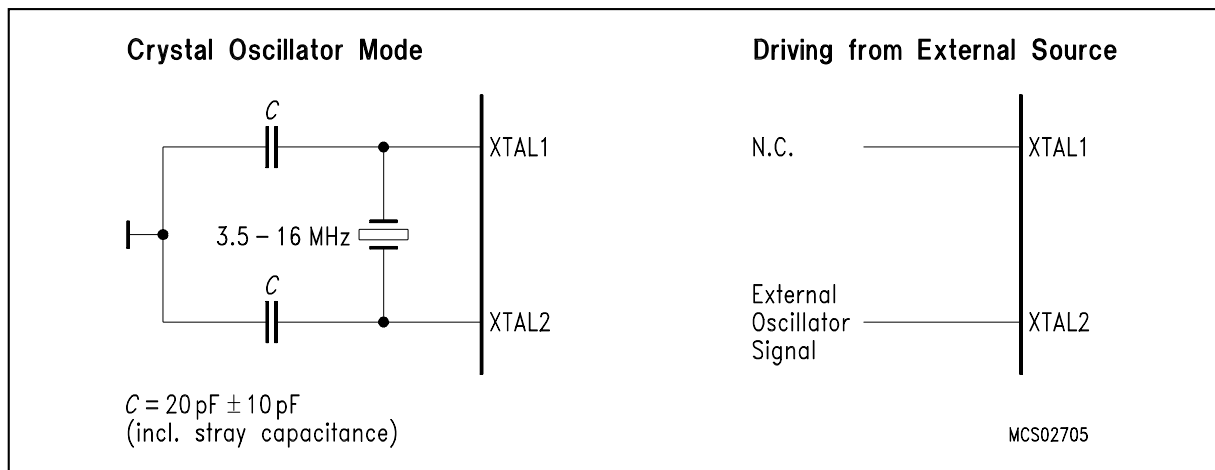 Crystal Oscillator Mode
C
XTAL1
3.5 – 16 MHz
C
XTAL2
C = 20 pF ± 10 pF
(incl. stray capacitance)
Driving from External Source
N.C.
XTAL1
External
Oscillator
Signal
XTAL2
MCS02705